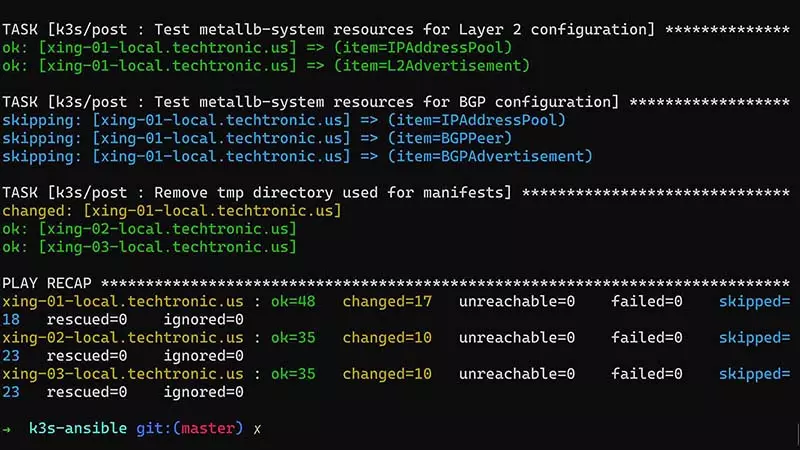 TASK [k3s/post : Test metallb-system resources for Layer 2 configuration] **************
ok: [xing-01-local.techtronic.us] => (item=IPAddressPool)
ok: [xing-01-local.techtronic.us] => (item=L2Advertisement)
TASK [k3s/post : Test metallb-system resources for BGP configuration] ******************
skipping: [xing-01-local.techtronic.us] => (item=IPAddressPool)
skipping: [xing-01-local.techtronic.us] => (item=BGPPeer)
skipping: [xing-01-local.techtronic.us] => (item=BGPAdvertisement)
TASK [k3s/post : Remove tmp directory used for manifests] ******************************
changed: [xing-01-local.techtronic.us]
ok: [xing-02-local.techtronic.us]
ok: [xing-03-local.techtronic.us]
PLAY RECAP *****************************************************************************
xing-01-local.techtronic.us : ok=48   changed=17   unreachable=0    failed=0    skipped=
18   rescued=0    ignored=0
xing-02-local.techtronic.us : ok=35   changed=10   unreachable=0    failed=0    skipped=
23   rescued=0    ignored=0
xing-03-local.techtronic.us : ok=35   changed=10   unreachable=0    failed=0    skipped=
23   rescued=0    ignored=0
→  k3s-ansible git:(master) x